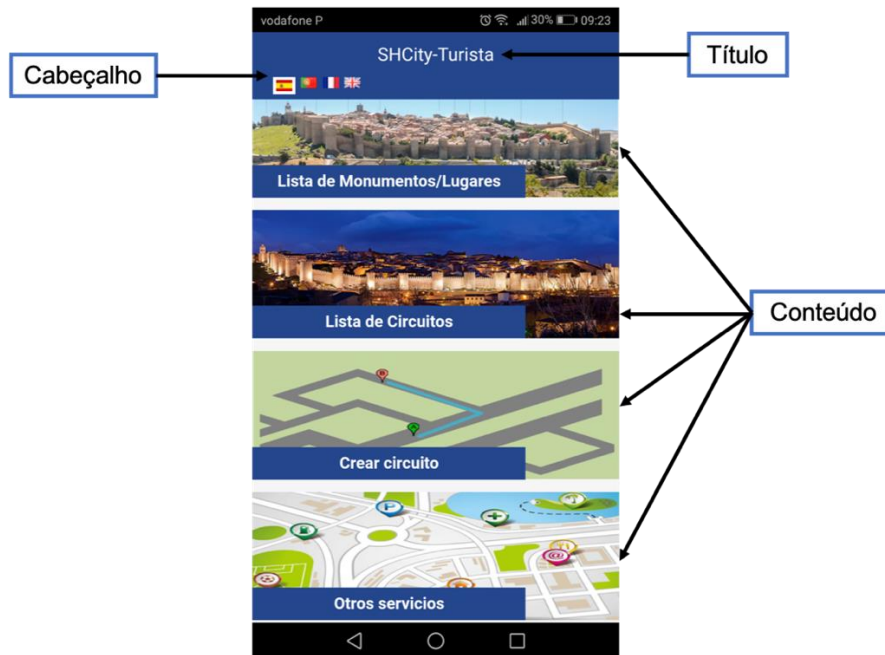 vodafone P 30% 09:23
SHCity-Turista
Título
Cabeçalho
Lista de Monumentos/Lugares
Lista de Circuitos
Conteúdo
Crear circuito
Otros servicios